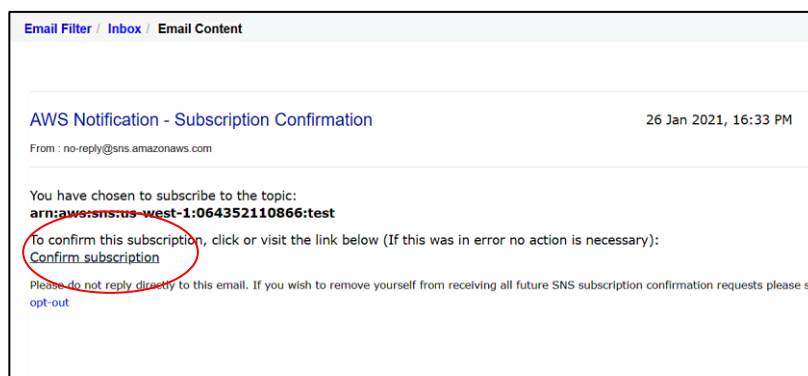 Email Filter / Inbox / Email Content
AWS Notification - Subscription Confirmation
26 Jan 2021, 16:33 PM
From : no-reply@sns.amazonaws.com
You have chosen to subscribe to the topic:
arn:aws:sns:us-west-1:064352110866:test
To confirm this subscription, click or visit the link below (If this was in error no action is necessary):
Confirm subscription
Please do not reply directly to this email. If you wish to remove yourself from receiving all future SNS subscription confirmation requests please s
opt-out